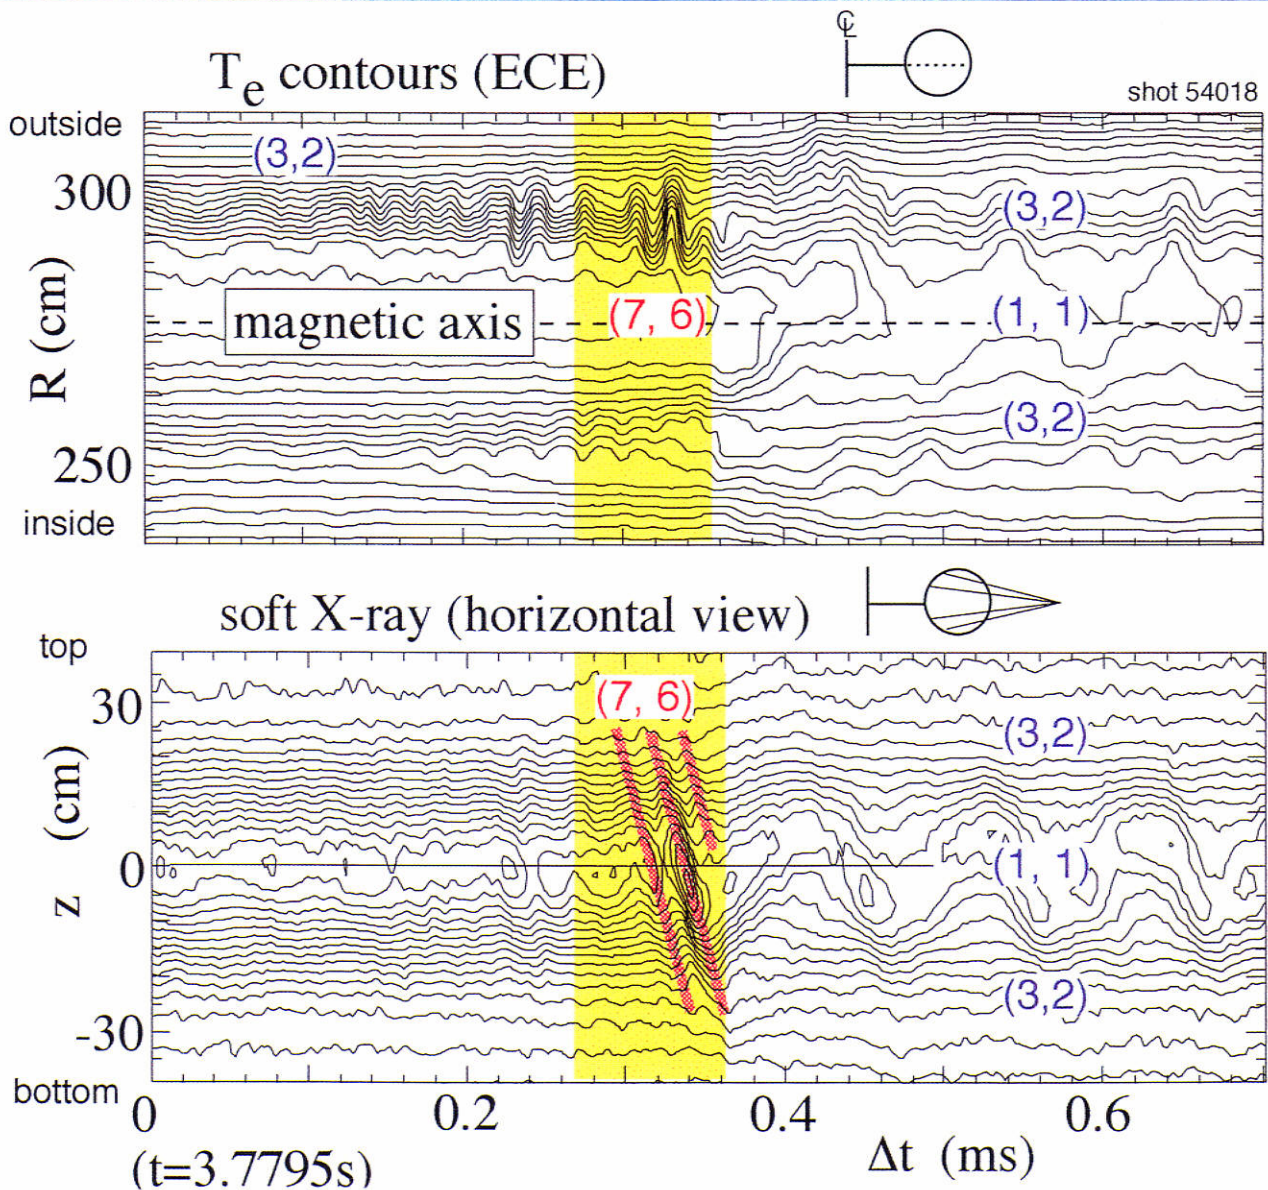 ℄
T_e contours (ECE)
shot 54018
outside
(3,2)
300
(3,2)
R (cm)
magnetic axis
(7, 6)
(1, 1)
(3,2)
250
inside
soft X-ray (horizontal view)
top
(7, 6)
30
(3,2)
z (cm)
0
(1, 1)
(3,2)
-30
bottom
0 0.2 0.4 0.6
(t=3.7795s)
Δt (ms)